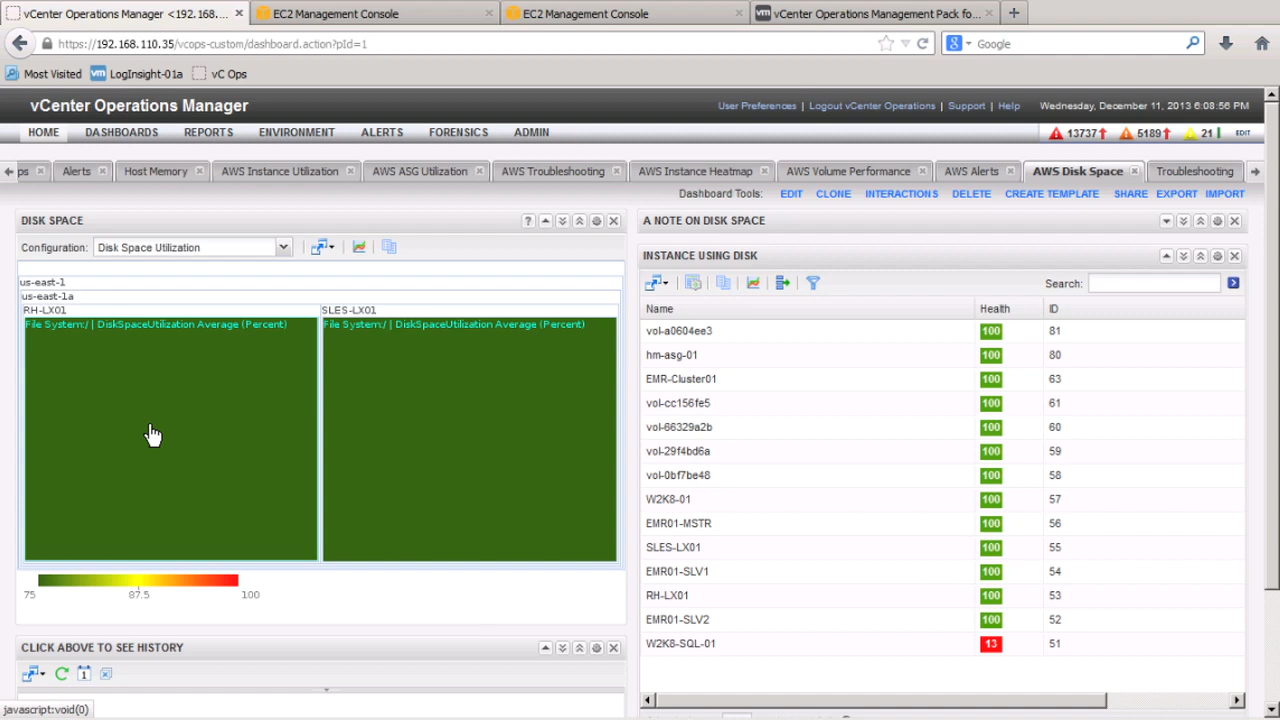 vCenter Operations Manager <192.168....
EC2 Management Console
EC2 Management Console
vm vCenter Operations Management Pack fo...
https://192.168.110.35/vcops-custom/dashboard.action?pId=1
Google
Most Visited
vm LogInsight-01a
vC Ops
vCenter Operations Manager
User Preferences | Logout vCenter Operations | Support | Help Wednesday, December 11, 2013 6:08:56 PM
HOME DASHBOARDS REPORTS ENVIRONMENT ALERTS FORENSICS ADMIN
13737 5189 21 EDIT
ps Alerts Host Memory AWS Instance Utilization AWS ASG Utilization AWS Troubleshooting AWS Instance Heatmap AWS Volume Performance AWS Alerts AWS Disk Space Troubleshooting
Dashboard Tools: EDIT CLONE INTERACTIONS DELETE CREATE TEMPLATE SHARE EXPORT IMPORT
DISK SPACE
Configuration: Disk Space Utilization
us-east-1
us-east-1a
RH-LX01 SLES-LX01
File System:/ | DiskSpaceUtilization Average (Percent) File System:/ | DiskSpaceUtilization Average (Percent)
75 87.5 100
CLICK ABOVE TO SEE HISTORY
1
javascript:void(0)
A NOTE ON DISK SPACE
INSTANCE USING DISK
Search:
Name Health ID
vol-a0604ee3 100 81
hm-asg-01 100 80
EMR-Cluster01 100 63
vol-cc156fe5 100 61
vol-66329a2b 100 60
vol-29f4bd6a 100 59
vol-0bf7be48 100 58
W2K8-01 100 57
EMR01-MSTR 100 56
SLES-LX01 100 55
EMR01-SLV1 100 54
RH-LX01 100 53
EMR01-SLV2 100 52
W2K8-SQL-01 13 51